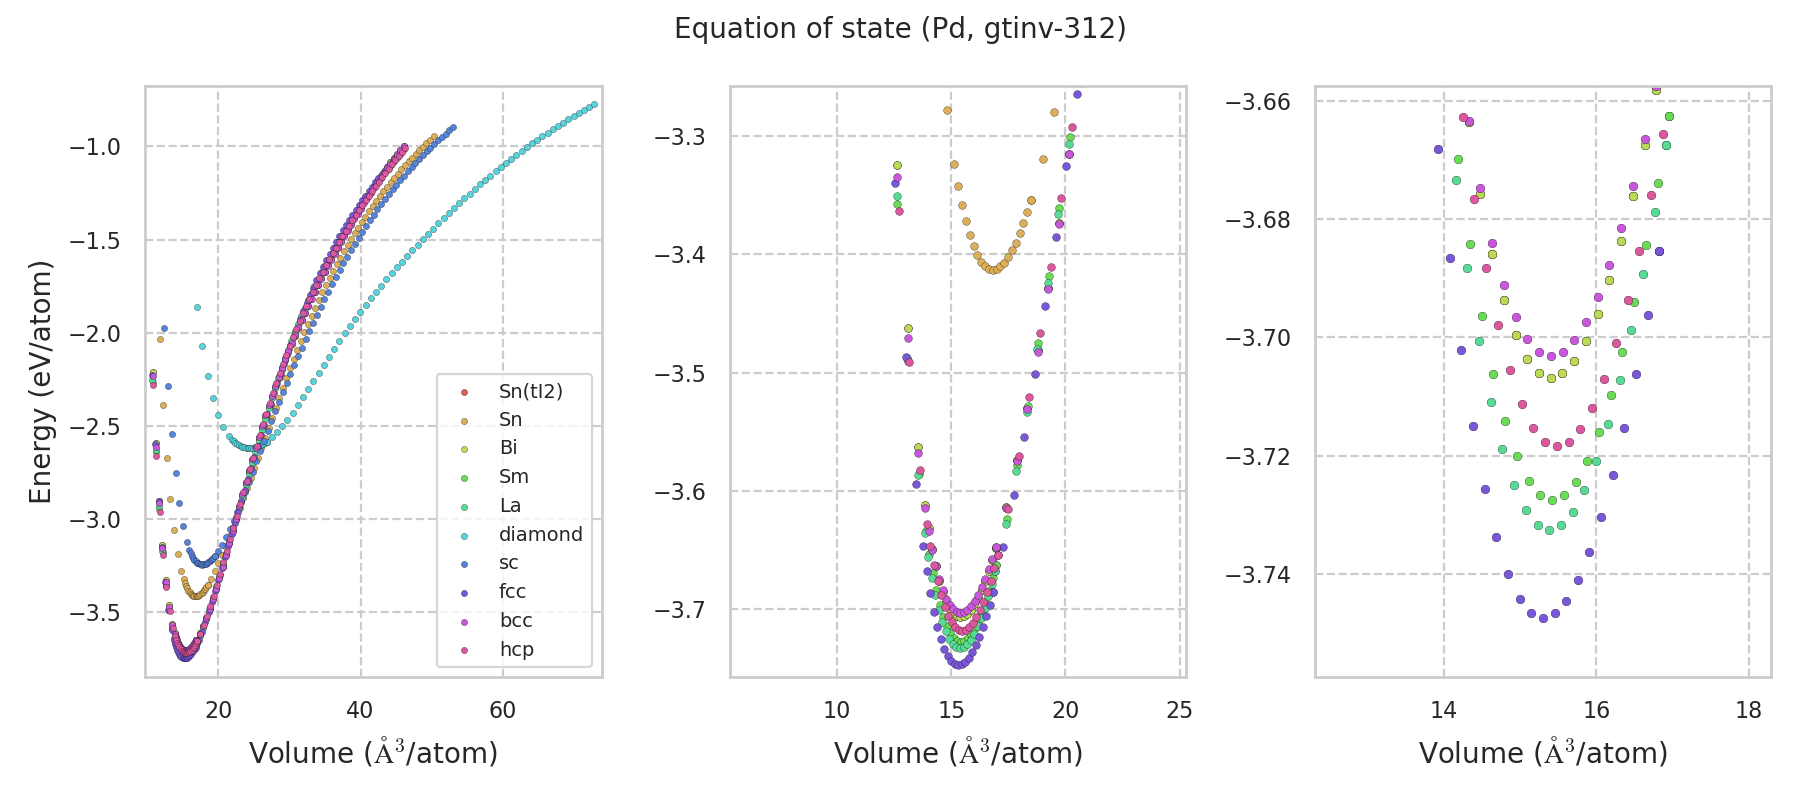 Equation of state (Pd, gtinv-312)
Energy (eV/atom)
−1.0
−1.5
−2.0
−2.5
−3.0
−3.5
20
40
60
Volume (Å³/atom)
Sn(tI2)
Sn
Bi
Sm
La
diamond
sc
fcc
bcc
hcp
−3.3
−3.4
−3.5
−3.6
−3.7
10
15
20
25
Volume (Å³/atom)
−3.66
−3.68
−3.70
−3.72
−3.74
14
16
18
Volume (Å³/atom)